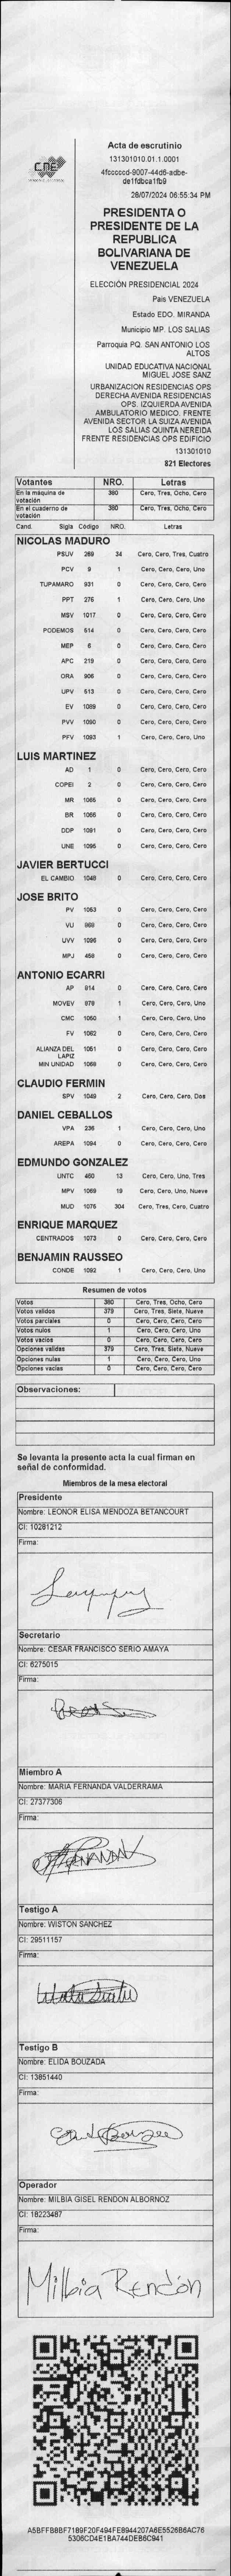 CNE
Acta de escrutinio
131301010.01.1.0001
28/07/2024 06:55:34 PM
PRESIDENTA O
PRESIDENTE DE LA
REPUBLICA
BOLIVARIANA DE
VENEZUELA
ELECCIÓN PRESIDENCIAL 2024
Pais VENEZUELA
Estado EDO. MIRANDA
Municipio MP. LOS SALIAS
Parroquia PQ. SAN ANTONIO LOS
ALTOS
UNIDAD EDUCATIVA NACIONAL
MIGUEL JOSE SANZ
URBANIZACION RESIDENCIAS OPS
DERECHA AVENIDA RESIDENCIAS
OPS. IZQUIERDA AVENIDA
AMBULATORIO MEDICO. FRENTE
AVENIDA SECTOR LA SUIZA AVENIDA
LOS SALIAS QUINTA NEREIDA
FRENTE RESIDENCIAS OPS EDIFICIO
131301010
821 Electores
Votantes NRO. Letras
En la máquina de
votación 380 Cero, Tres, Ocho, Cero
En el cuaderno de
votación 380 Cero, Tres, Ocho, Cero
Cand. Sigla Código NRO. Letras
NICOLAS MADURO
PSUV 269 34 Cero, Cero, Tres, Cuatro
PCV 9 1 Cero, Cero, Cero, Uno
TUPAMARO 931 0 Cero, Cero, Cero, Cero
PPT 276 1 Cero, Cero, Cero, Uno
MSV 1017 0 Cero, Cero, Cero, Cero
PODEMOS 514 0 Cero, Cero, Cero, Cero
MEP 6 0 Cero, Cero, Cero, Cero
APC 219 0 Cero, Cero, Cero, Cero
ORA 906 0 Cero, Cero, Cero, Cero
UPV 513 0 Cero, Cero, Cero, Cero
EV 1089 0 Cero, Cero, Cero, Cero
PVV 1090 0 Cero, Cero, Cero, Cero
PFV 1093 1 Cero, Cero, Cero, Uno
LUIS MARTINEZ
AD 1 0 Cero, Cero, Cero, Cero
COPEI 2 0 Cero, Cero, Cero, Cero
MR 1065 0 Cero, Cero, Cero, Cero
BR 1066 0 Cero, Cero, Cero, Cero
DDP 1091 0 Cero, Cero, Cero, Cero
UNE 1095 0 Cero, Cero, Cero, Cero
JAVIER BERTUCCI
EL CAMBIO 1048 0 Cero, Cero, Cero, Cero
JOSE BRITO
PV 1053 0 Cero, Cero, Cero, Cero
VU 968 0 Cero, Cero, Cero, Cero
UVV 1096 0 Cero, Cero, Cero, Cero
MPJ 458 0 Cero, Cero, Cero, Cero
ANTONIO ECARRI
AP 914 0 Cero, Cero, Cero, Cero
MOVEV 979 1 Cero, Cero, Cero, Uno
CMC 1050 1 Cero, Cero, Cero, Uno
FV 1062 0 Cero, Cero, Cero, Cero
ALIANZA DEL 1051 0 Cero, Cero, Cero, Cero
LAPIZ
MIN UNIDAD 1058 0 Cero, Cero, Cero, Cero
CLAUDIO FERMIN
SPV 1049 2 Cero, Cero, Cero, Dos
DANIEL CEBALLOS
VPA 236 1 Cero, Cero, Cero, Uno
AREPA 1094 0 Cero, Cero, Cero, Cero
EDMUNDO GONZALEZ
UNTC 460 13 Cero, Cero, Uno, Tres
MPV 1069 19 Cero, Cero, Uno, Nueve
MUD 1075 304 Cero, Tres, Cero, Cuatro
ENRIQUE MARQUEZ
CENTRADOS 1073 0 Cero, Cero, Cero, Cero
BENJAMIN RAUSSEO
CONDE 1092 1 Cero, Cero, Cero, Uno
Resumen de votos
Votos 380 Cero, Tres, Ocho, Cero
Votos validos 379 Cero, Tres, Siete, Nueve
Votos parciales 0 Cero, Cero, Cero, Cero
Votos nulos 1 Cero, Cero, Cero, Uno
Votos vacios 0 Cero, Cero, Cero, Cero
Opciones validas 379 Cero, Tres, Siete, Nueve
Opciones nulas 1 Cero, Cero, Cero, Uno
Opciones vacias 0 Cero, Cero, Cero, Cero
Observaciones:
Se levanta la presente acta la cual firman en
señal de conformidad.
Miembros de la mesa electoral
Presidente
Nombre: LEONOR ELISA MENDOZA BETANCOURT
CI: 10281212
Firma:
Secretario
Nombre: CESAR FRANCISCO SERIO AMAYA
CI: 6275015
Firma:
Miembro A
Nombre: MARIA FERNANDA VALDERRAMA
CI: 27377306
Firma:
Testigo A
Nombre: WISTON SANCHEZ
CI: 29511157
Firma:
Testigo B
Nombre: ELIDA BOUZADA
CI: 13851440
Firma:
Operador
Nombre: MILBIA GISEL RENDON ALBORNOZ
CI: 18223487
Firma:
Milbia Rendón